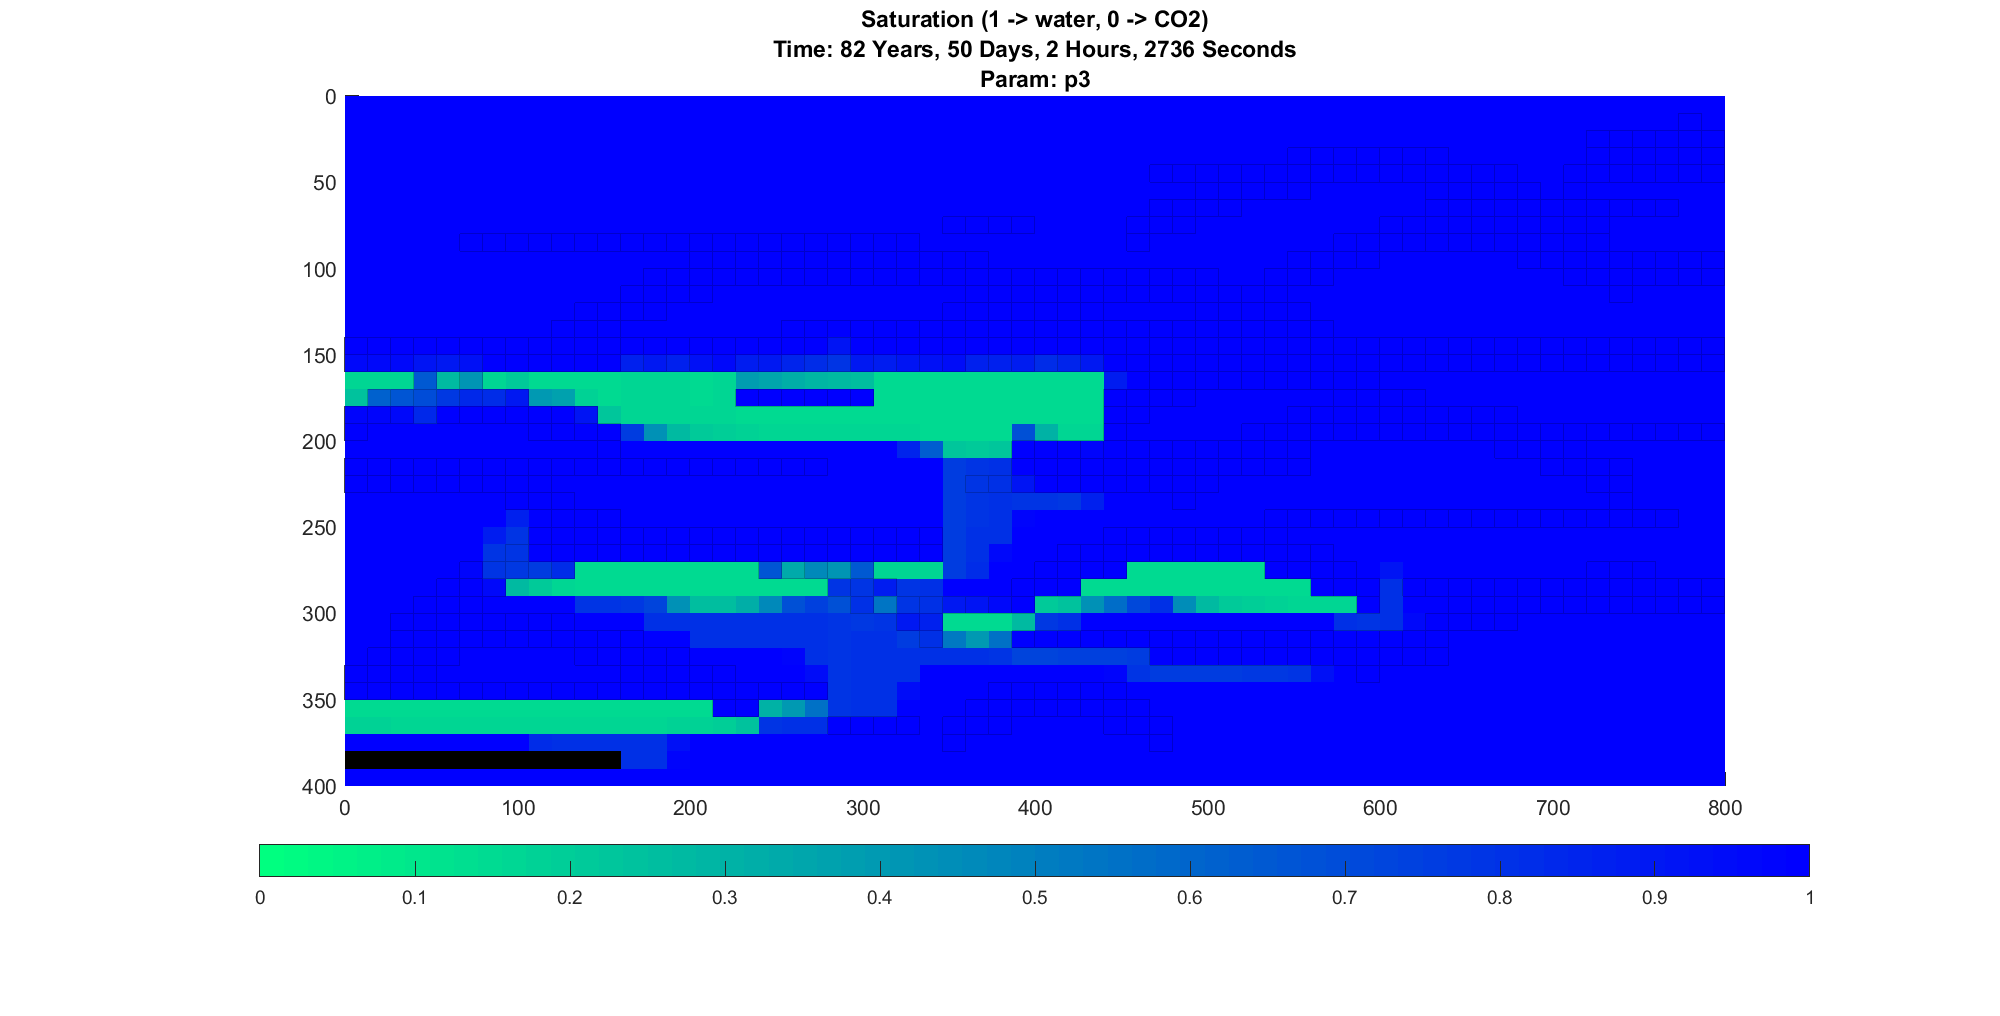 Saturation (1 -> water, 0 -> CO2)
Time: 82 Years, 50 Days, 2 Hours, 2736 Seconds
Param: p3
0
50
100
150
200
250
300
350
400
0 100 200 300 400 500 600 700 800
0 0.1 0.2 0.3 0.4 0.5 0.6 0.7 0.8 0.9 1